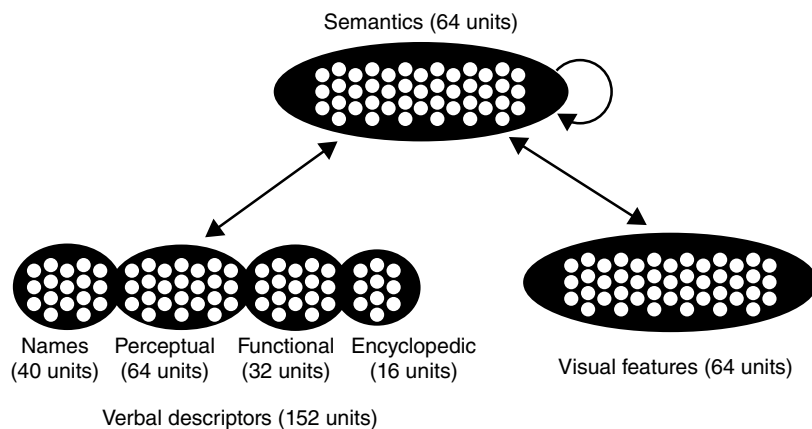 Semantics (64 units)
Names
(40 units)
Perceptual
(64 units)
Functional
(32 units)
Encyclopedic
(16 units)
Visual features (64 units)
Verbal descriptors (152 units)